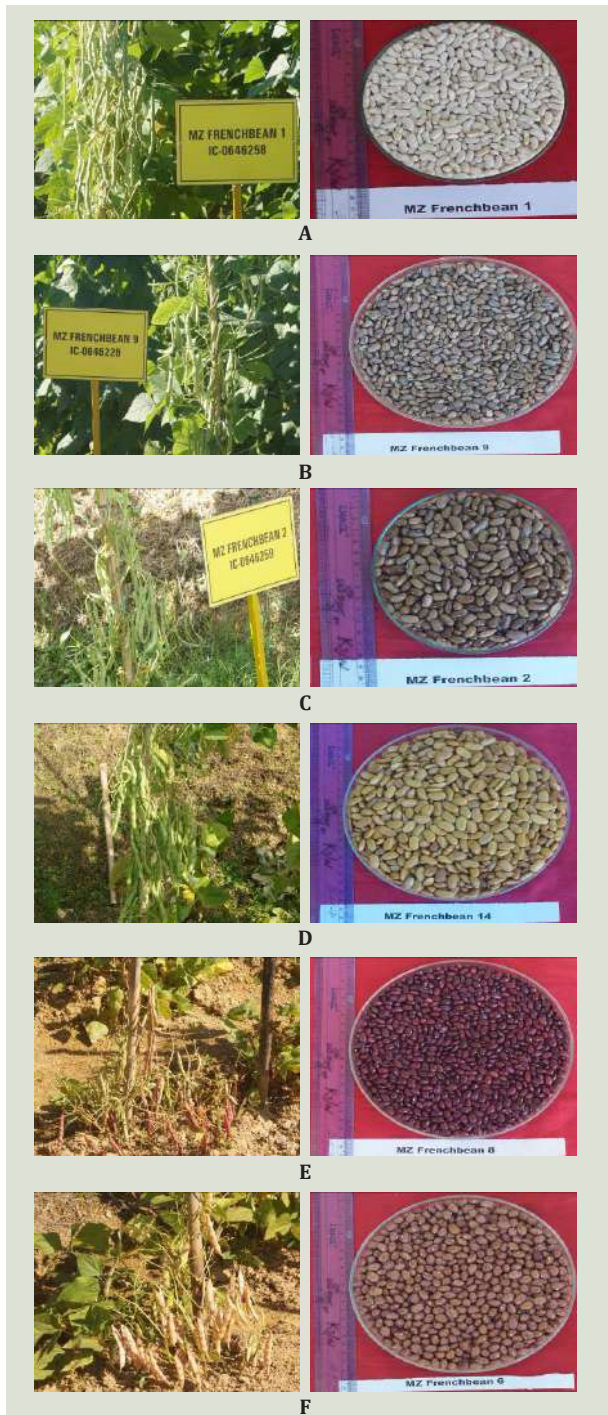 MZ FRENCHBEAN 1
IC-0646258
MZ Frenchbean 1
A
MZ FRENCHBEAN 9
IC-0646229
MZ Frenchbean 9
B
MZ FRENCHBEAN 2
IC-0646259
MZ Frenchbean 2
C
MZ Frenchbean 14
D
MZ Frenchbean 8
E
MZ Frenchbean 6
F